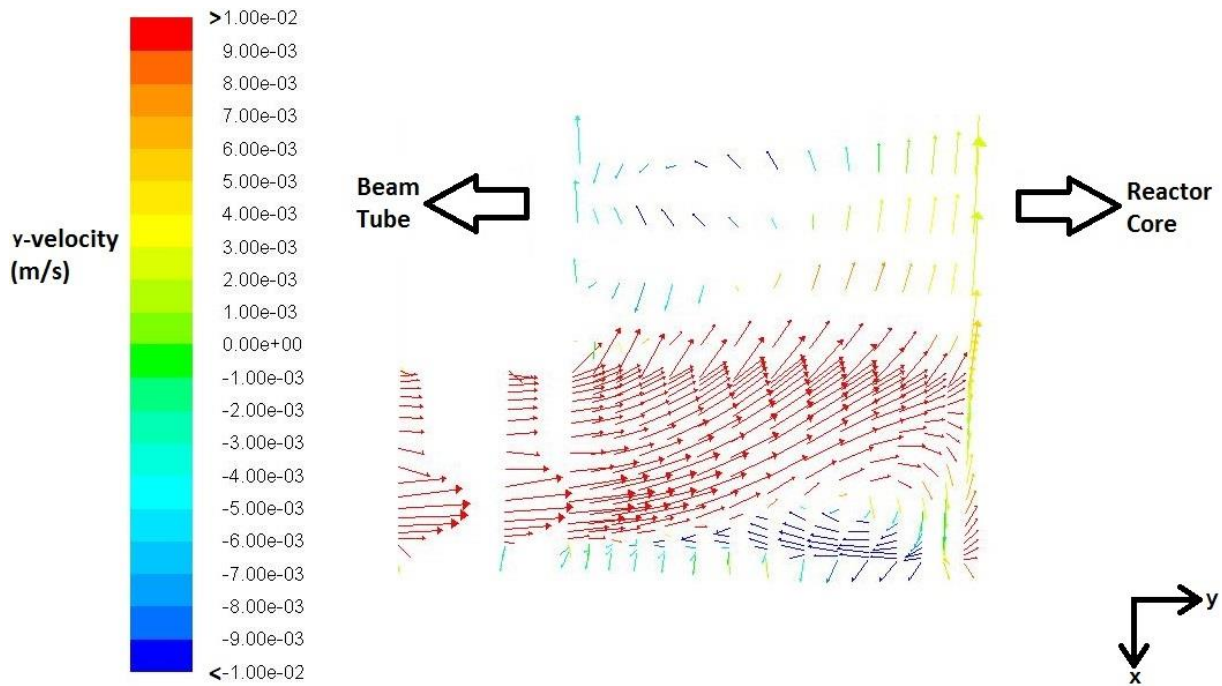 >1.00e-02
9.00e-03
8.00e-03
7.00e-03
6.00e-03
5.00e-03
4.00e-03
3.00e-03
2.00e-03
1.00e-03
0.00e+00
-1.00e-03
-2.00e-03
-3.00e-03
-4.00e-03
-5.00e-03
-6.00e-03
-7.00e-03
-8.00e-03
-9.00e-03
<-1.00e-02
Y-velocity
(m/s)
Beam
Tube
Reactor
Core
y
x